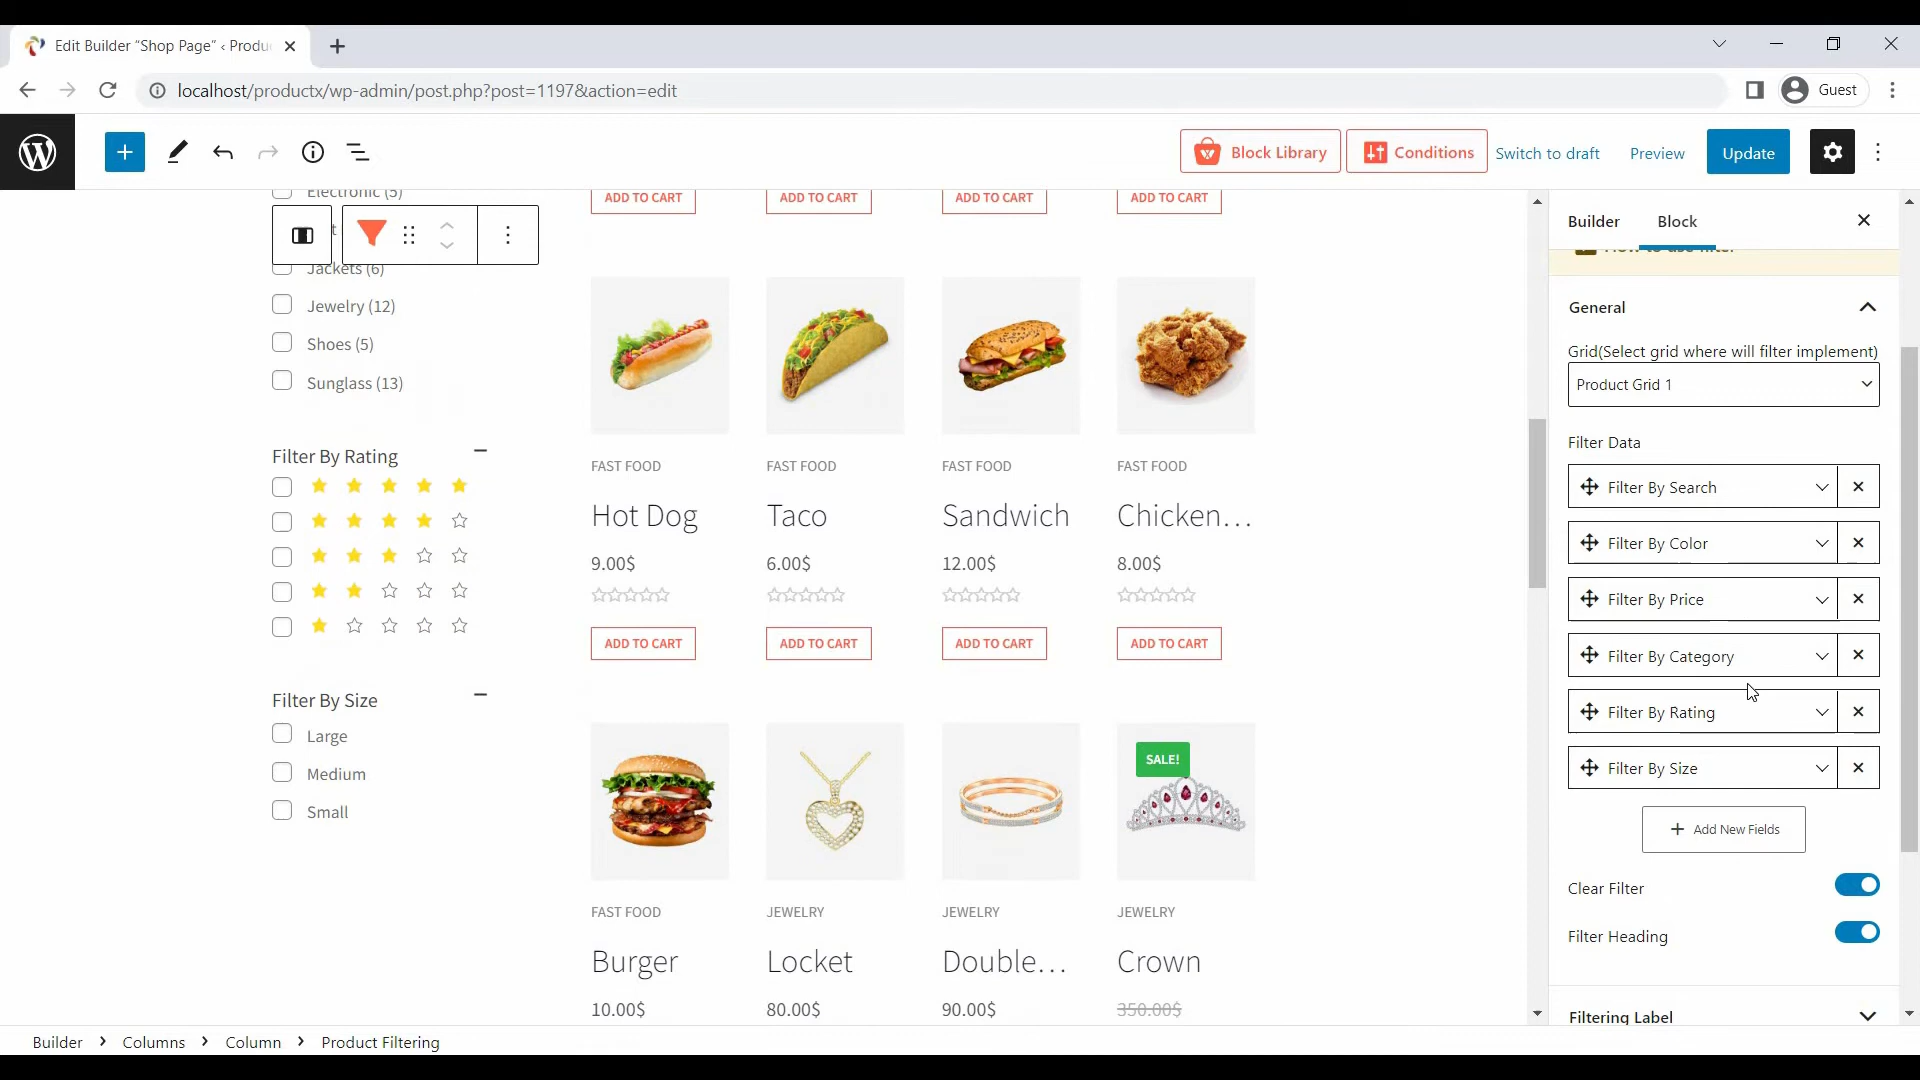 Edit Builder “Shop Page” ‹ Produ
localhost/productx/wp-admin/post.php?post=1197&action=edit
Guest
Block Library
Conditions
Switch to draft
Preview
Update
Electronic (5)
Jackets (6)
Jewelry (12)
Shoes (5)
Sunglass (13)
Filter By Rating
Filter By Size
Large
Medium
Small
ADD TO CART ADD TO CART ADD TO CART ADD TO CART
FAST FOOD FAST FOOD FAST FOOD FAST FOOD
Hot Dog Taco Sandwich Chicken...
9.00$ 6.00$ 12.00$ 8.00$
ADD TO CART ADD TO CART ADD TO CART ADD TO CART
SALE!
FAST FOOD JEWELRY JEWELRY JEWELRY
Burger Locket Double... Crown
10.00$ 80.00$ 90.00$ 350.00$
Builder Block
How to use filter
General
Grid(Select grid where will filter implement)
Product Grid 1
Filter Data
Filter By Search
Filter By Color
Filter By Price
Filter By Category
Filter By Rating
Filter By Size
+ Add New Fields
Clear Filter
Filter Heading
Filtering Label
Builder > Columns > Column > Product Filtering